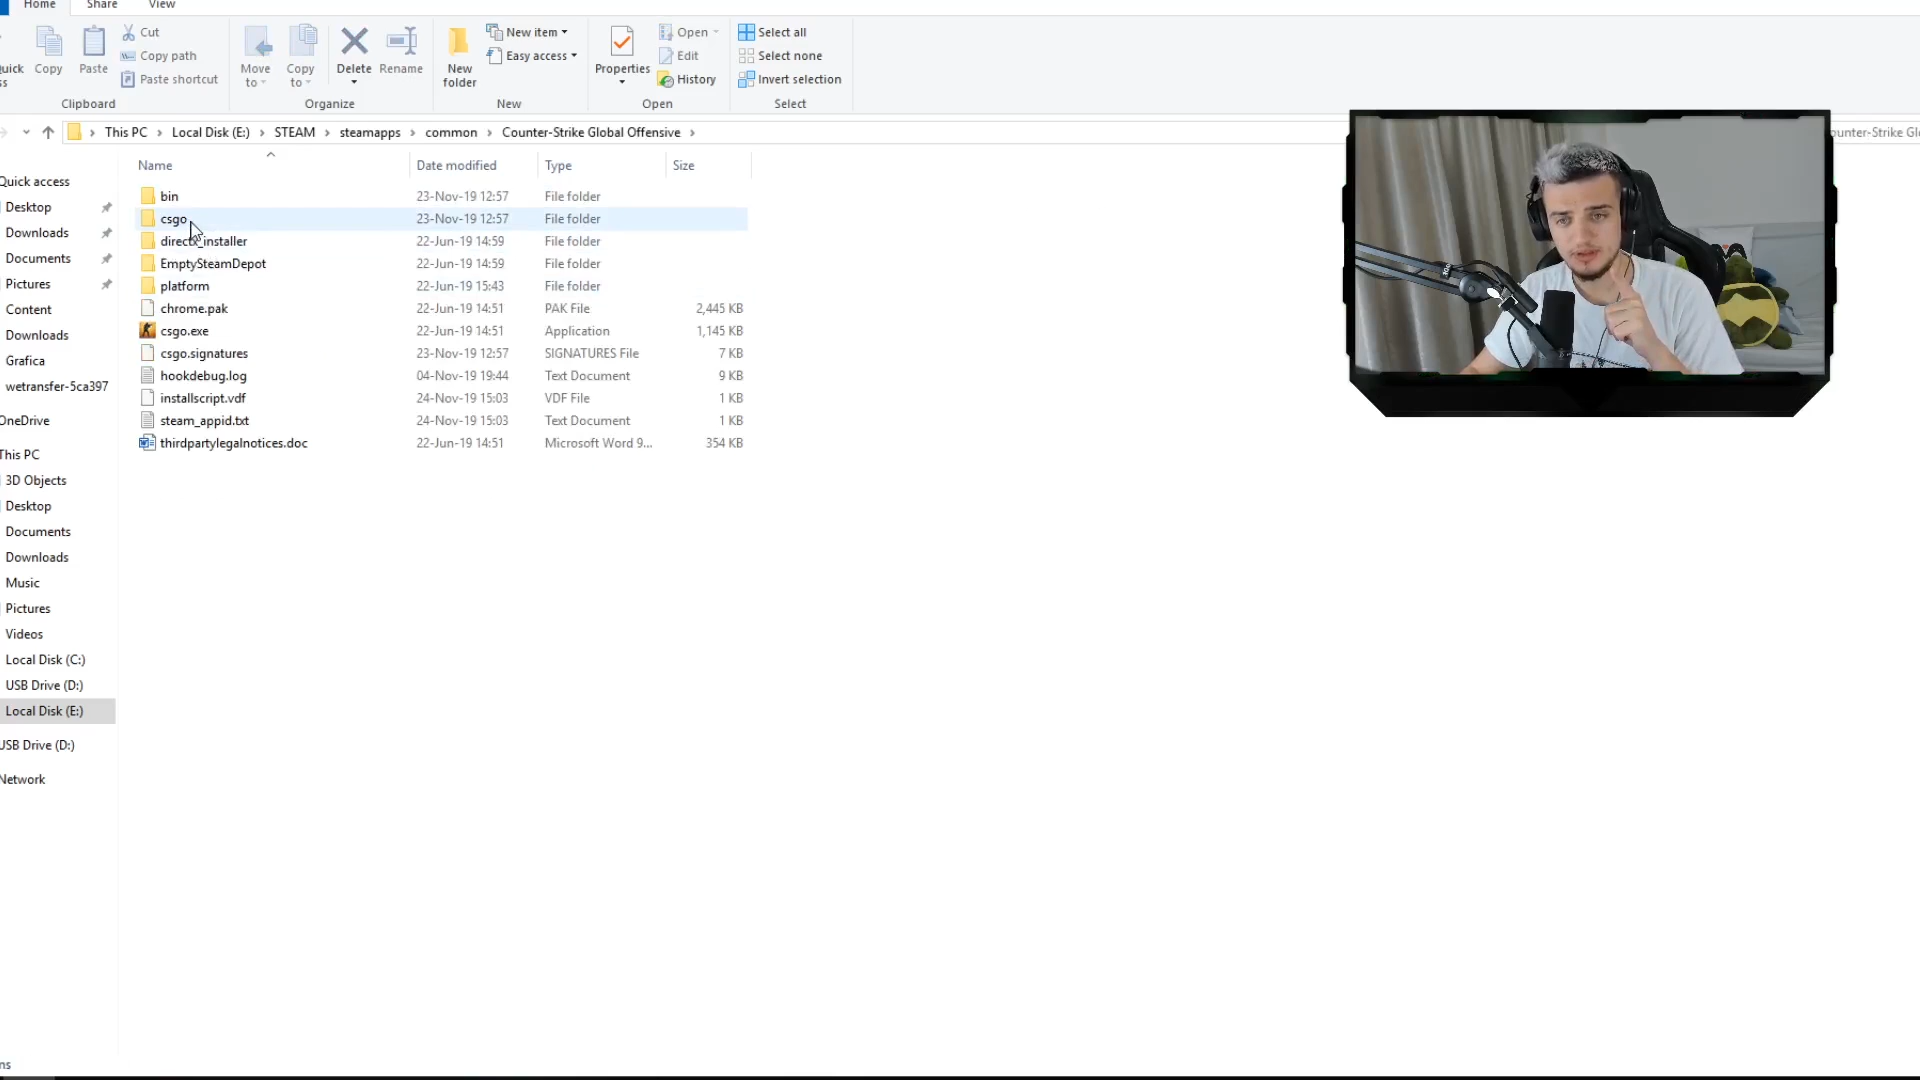 Home Share View
Cut
Copy path
Paste shortcut
Copy
Paste
Move to
Copy to
Delete
Rename
New folder
New item
Easy access
Properties
Open
Edit
History
Select all
Select none
Invert selection
Clipboard Organize New Open Select
This PC > Local Disk (E:) > STEAM > steamapps > common > Counter-Strike Global Offensive >
Name Date modified Type Size
bin 23-Nov-19 12:57 File folder
csgo 23-Nov-19 12:57 File folder
22-Jun-19 14:59 File folder
EmptySteamDepot 22-Jun-19 14:59 File folder
platform 22-Jun-19 15:43 File folder
chrome.pak 22-Jun-19 14:51 PAK File 2,445 KB
csgo.exe 22-Jun-19 14:51 Application 1,145 KB
csgo.signatures 23-Nov-19 12:57 SIGNATURES File 7 KB
hookdebug.log 04-Nov-19 19:44 Text Document 9 KB
installscript.vdf 24-Nov-19 15:03 VDF File 1 KB
steam_appid.txt 24-Nov-19 15:03 Text Document 1 KB
thirdpartylegalnotices.doc 22-Jun-19 14:51 Microsoft Word 9... 354 KB
Quick access
Desktop
Downloads
Documents
Pictures
Content
Downloads
Grafica
wetransfer-5ca397
OneDrive
This PC
3D Objects
Desktop
Documents
Downloads
Music
Pictures
Videos
Local Disk (C:)
USB Drive (D:)
Local Disk (E:)
USB Drive (D:)
Network